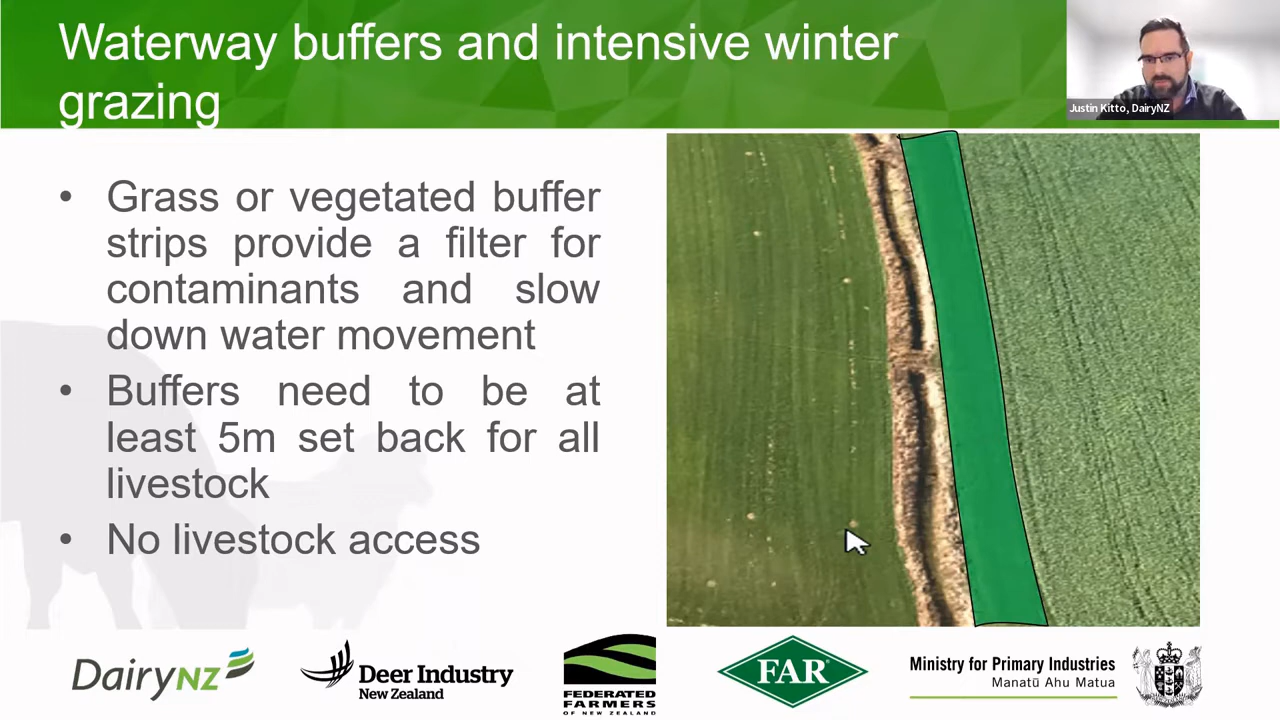 Waterway buffers and intensive winter
grazing
Justin Kitto, DairyNZ
• Grass or vegetated buffer
strips provide a filter for
contaminants and slow
down water movement
• Buffers need to be at
least 5m set back for all
livestock
• No livestock access
DairyNZ
Deer Industry
New Zealand
FEDERATED
FARMERS
OF NEW ZEALAND
FAR®
Ministry for Primary Industries
Manatū Ahu Matua